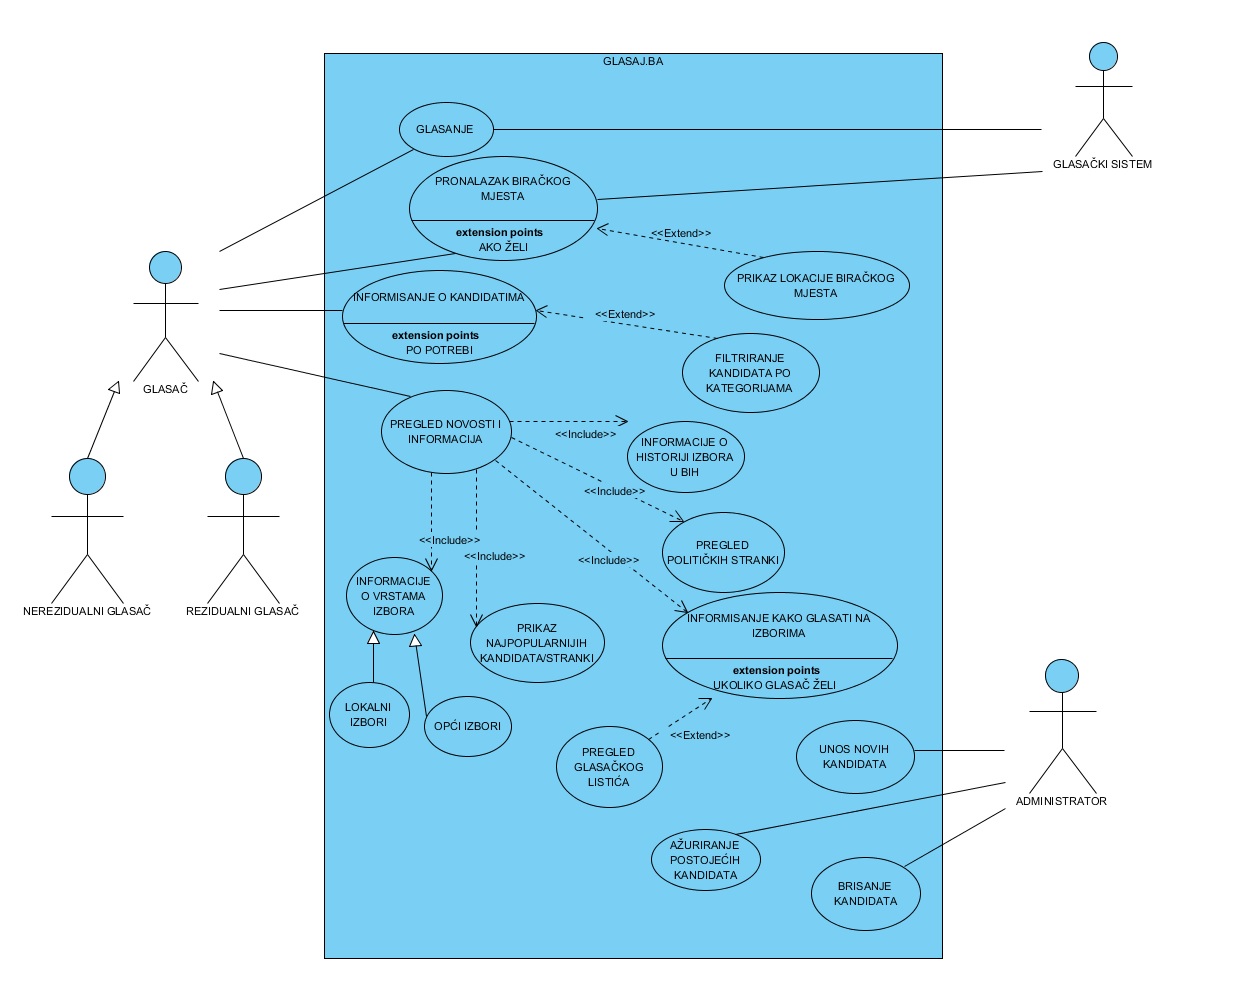 GLASAJ.BA
GLASANJE
GLASAČKI SISTEM
PRONALAZAK BIRAČKOG
MJESTA
extension points
AKO ŽELI
<<Extend>>
PRIKAZ LOKACIJE BIRAČKOG
MJESTA
INFORMISANJE O KANDIDATIMA
extension points
PO POTREBI
<<Extend>>
FILTRIRANJE
KANDIDATA PO
KATEGORIJAMA
GLASAČ
PREGLED NOVOSTI I
INFORMACIJA
<<Include>>
INFORMACIJE O
HISTORIJI IZBORA
U BIH
<<Include>>
PREGLED
POLITIČKIH STRANKI
<<Include>>
<<Include>>
<<Include>>
INFORMACIJE
O VRSTAMA
IZBORA
NEREZIDUALNI GLASAČ
REZIDUALNI GLASAČ
PRIKAZ
NAJPOPULARNIJIH
KANDIDATA/STRANKI
INFORMISANJE KAKO GLASATI NA
IZBORIMA
extension points
UKOLIKO GLASAČ ŽELI
LOKALNI
IZBORI
OPĆI IZBORI
<<Extend>>
PREGLED
GLASAČKOG
LISTIĆA
UNOS NOVIH
KANDIDATA
ADMINISTRATOR
AŽURIRANJE
POSTOJEĆIH
KANDIDATA
BRISANJE
KANDIDATA